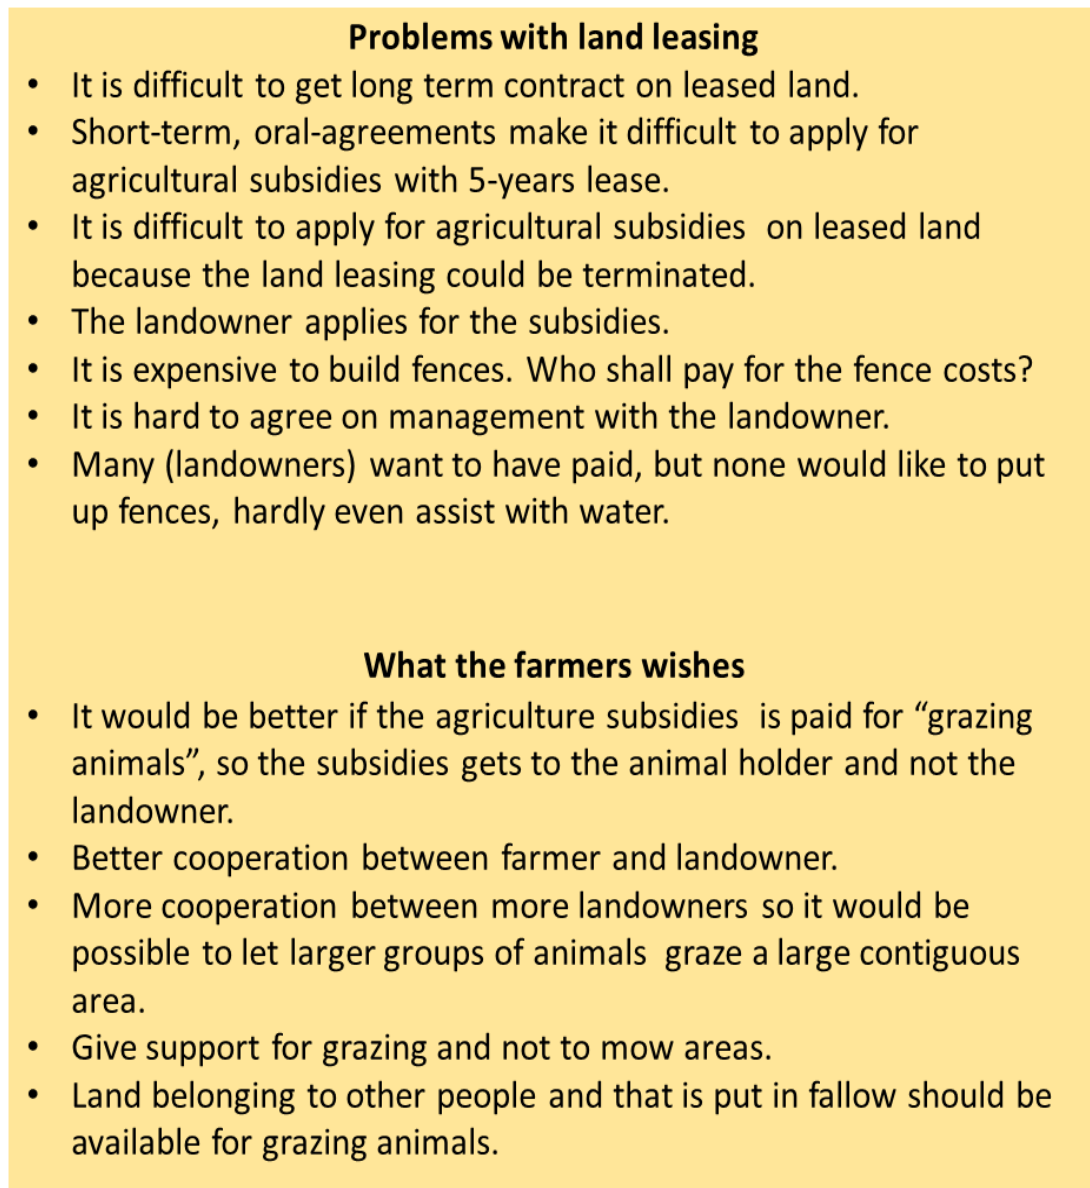 Problems with land leasing
• It is difficult to get long term contract on leased land.
• Short-term, oral-agreements make it difficult to apply for
agricultural subsidies with 5-years lease.
• It is difficult to apply for agricultural subsidies on leased land
because the land leasing could be terminated.
• The landowner applies for the subsidies.
• It is expensive to build fences. Who shall pay for the fence costs?
• It is hard to agree on management with the landowner.
• Many (landowners) want to have paid, but none would like to put
up fences, hardly even assist with water.
What the farmers wishes
• It would be better if the agriculture subsidies is paid for “grazing
animals”, so the subsidies gets to the animal holder and not the
landowner.
• Better cooperation between farmer and landowner.
• More cooperation between more landowners so it would be
possible to let larger groups of animals graze a large contiguous
area.
• Give support for grazing and not to mow areas.
• Land belonging to other people and that is put in fallow should be
available for grazing animals.